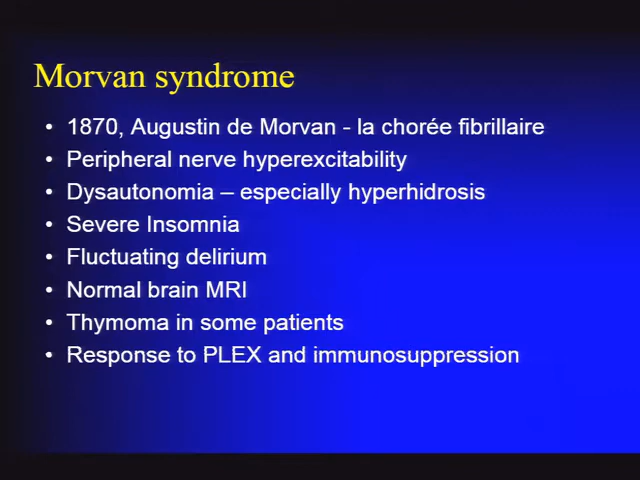 Morvan syndrome
• 1870, Augustin de Morvan - la chorée fibrillaire
• Peripheral nerve hyperexcitability
• Dysautonomia – especially hyperhidrosis
• Severe Insomnia
• Fluctuating delirium
• Normal brain MRI
• Thymoma in some patients
• Response to PLEX and immunosuppression